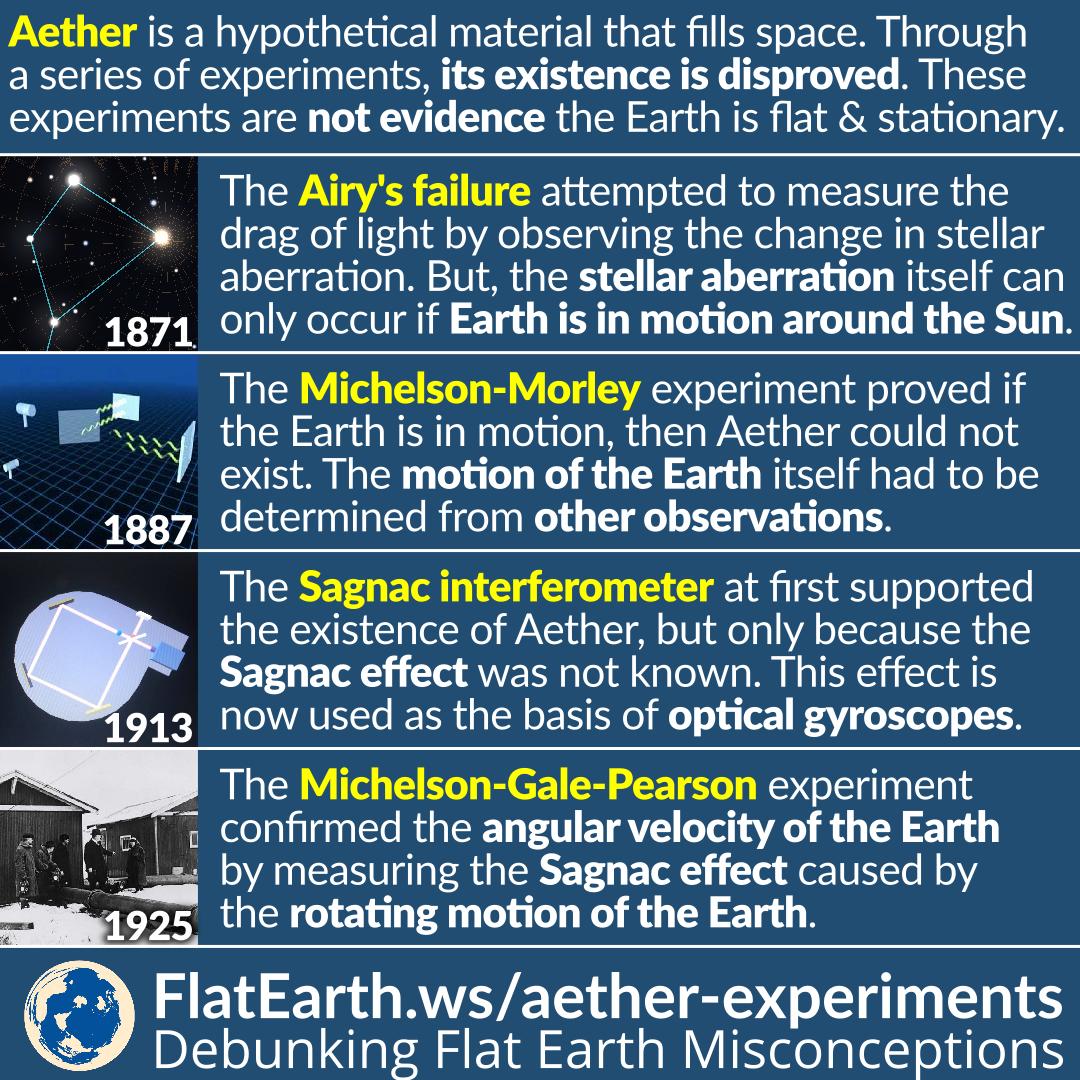 Aether is a hypothetical material that fills space. Through
a series of experiments, its existence is disproved. These
experiments are not evidence the Earth is flat & stationary.
The Airy's failure attempted to measure the
drag of light by observing the change in stellar
aberration. But, the stellar aberration itself can
only occur if Earth is in motion around the Sun.
1871
The Michelson-Morley experiment proved if
the Earth is in motion, then Aether could not
exist. The motion of the Earth itself had to be
determined from other observations.
1887
The Sagnac interferometer at first supported
the existence of Aether, but only because the
Sagnac effect was not known. This effect is
now used as the basis of optical gyroscopes.
1913
The Michelson-Gale-Pearson experiment
confirmed the angular velocity of the Earth
by measuring the Sagnac effect caused by
the rotating motion of the Earth.
1925
FlatEarth.ws/aether-experiments
Debunking Flat Earth Misconceptions